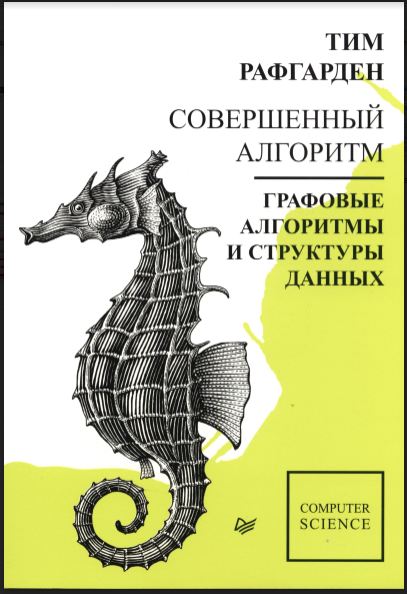 ТИМ
РАФГАРДЕН
СОВЕРШЕННЫЙ
АЛГОРИТМ
ГРАФОВЫЕ
АЛГОРИТМЫ
И СТРУКТУРЫ
ДАННЫХ
COMPUTER
SCIENCE